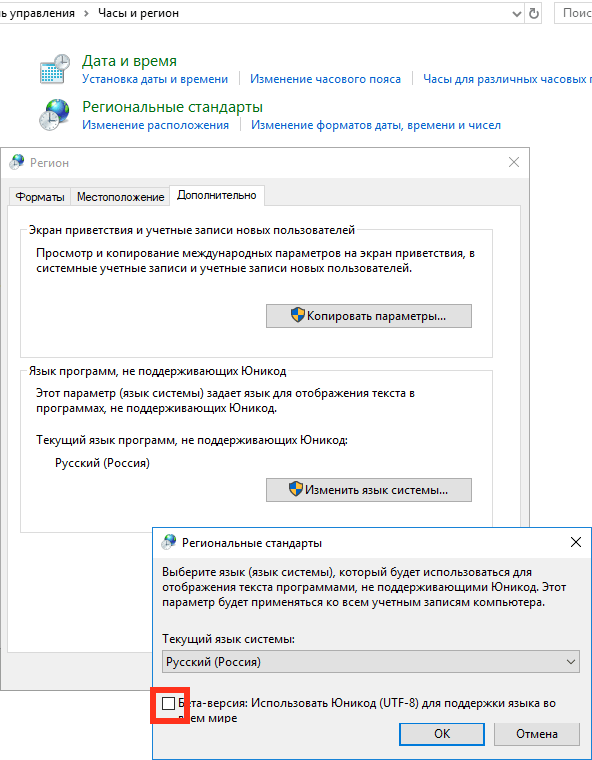 ь управления › Часы и регион
Поис
Дата и время
Установка даты и времени
Изменение часового пояса
Часы для различных часовых
Региональные стандарты
Изменение расположения
Изменение форматов даты, времени и чисел
Регион
Форматы
Местоположение
Дополнительно
Экран приветствия и учетные записи новых пользователей
Просмотр и копирование международных параметров на экран приветствия, в
системные учетные записи и учетные записи новых пользователей.
Копировать параметры...
Язык программ, не поддерживающих Юникод
Этот параметр (язык системы) задает язык для отображения текста в
программах, не поддерживающих Юникод.
Текущий язык программ, не поддерживающих Юникод:
Русский (Россия)
Изменить язык системы...
Региональные стандарты
Выберите язык (язык системы), который будет использоваться для
отображения текста программами, не поддерживающими Юникод. Этот
параметр будет применяться ко всем учетным записям компьютера.
Текущий язык системы:
Русский (Россия)
Бета-версия: Использовать Юникод (UTF-8) для поддержки языка во
всем мире
ОК
Отмена